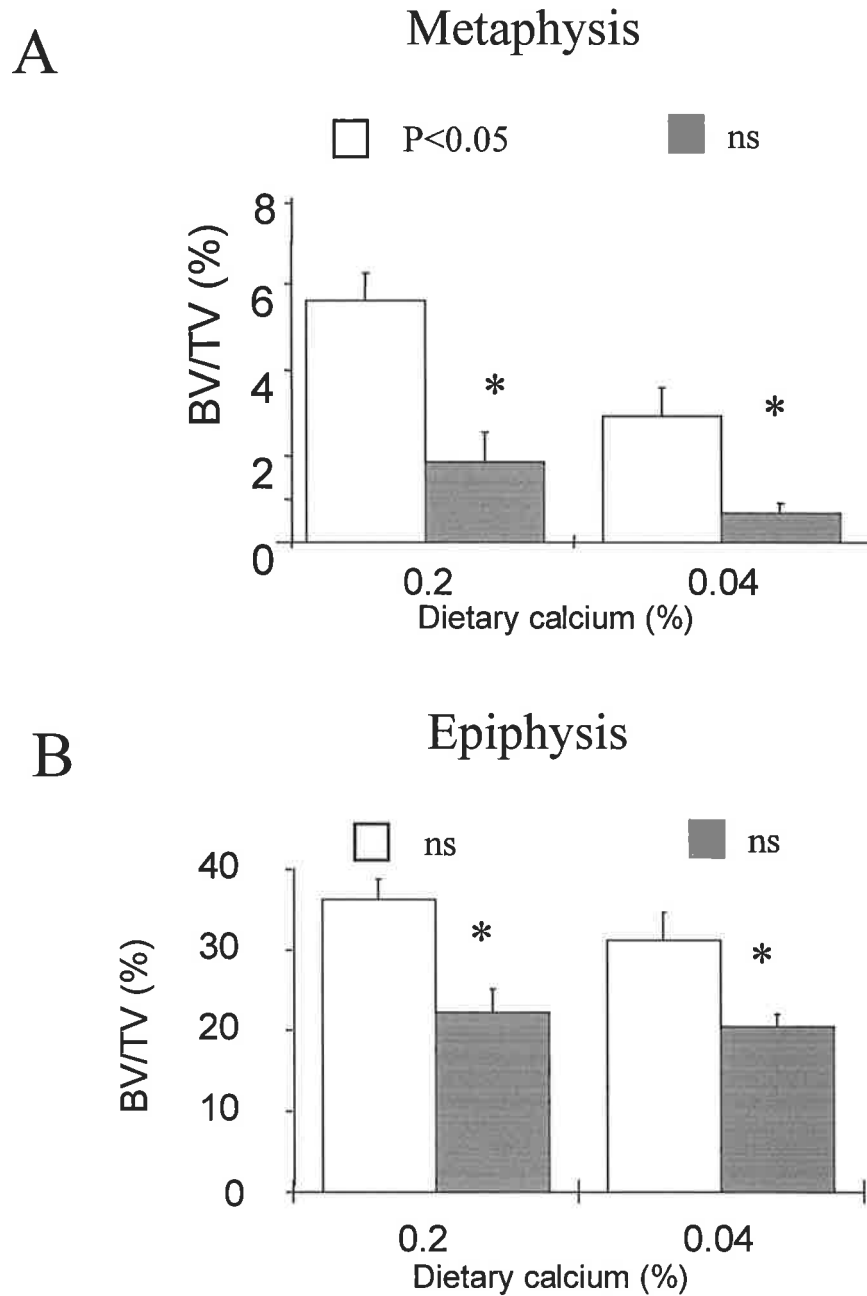 A
Metaphysis
P<0.05
ns
BV/TV (%)
8
6
4
2
0
*
*
0.2
0.04
Dietary calcium (%)
B
Epiphysis
ns
ns
BV/TV (%)
40
30
20
10
0
*
*
0.2
0.04
Dietary calcium (%)